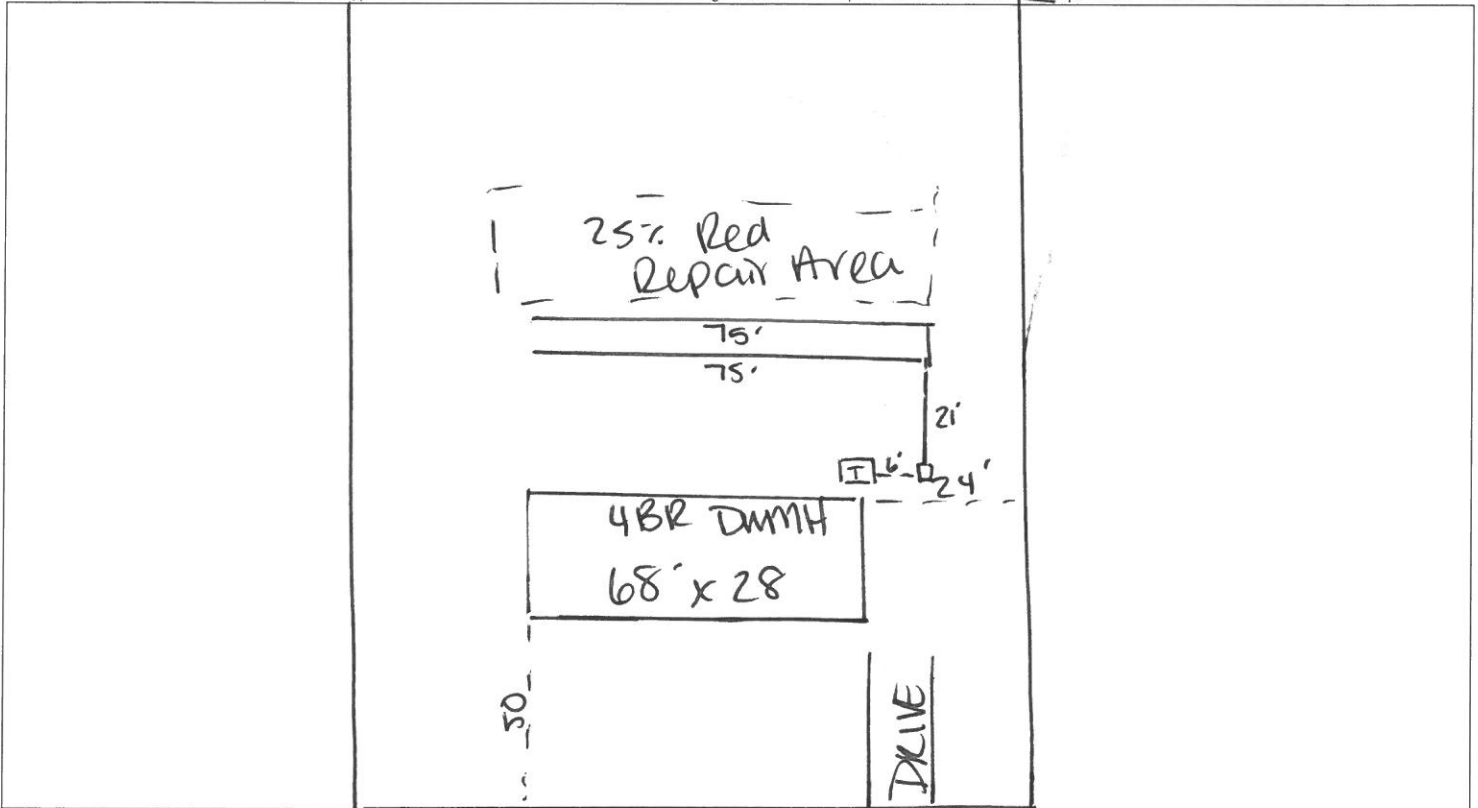 25% Red
Repair Area
75'
75'
21'
I 6' 24'
4BR DWMH
68' x 28
50
DRIVE